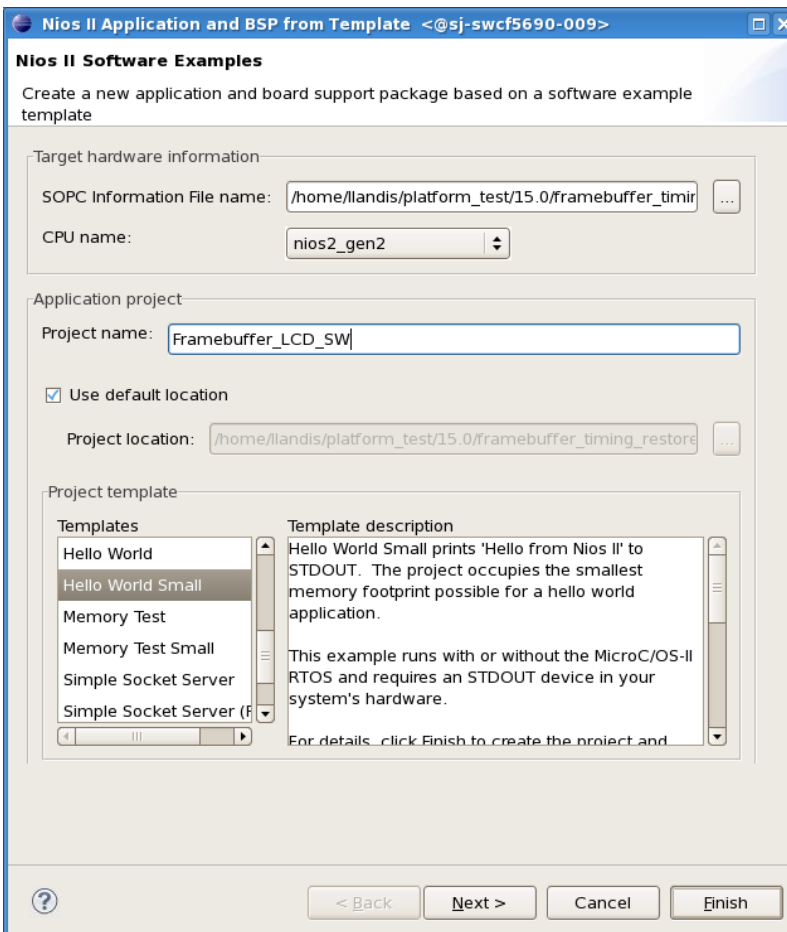 Nios II Application and BSP from Template <@sj-swcf5690-009>
Nios II Software Examples
Create a new application and board support package based on a software example
template
Target hardware information
SOPC Information File name: /home/llandis/platform_test/15.0/framebuffer_timin ...
CPU name: nios2_gen2
Application project
Project name: Framebuffer_LCD_SW
Use default location
Project location: /home/llandis/platform_test/15.0/framebuffer_timing_restore ...
Project template
Templates
Hello World
Hello World Small
Memory Test
Memory Test Small
Simple Socket Server
Simple Socket Server (R
Template description
Hello World Small prints 'Hello from Nios II' to
STDOUT. The project occupies the smallest
memory footprint possible for a hello world
application.
This example runs with or without the MicroC/OS-II
RTOS and requires an STDOUT device in your
system's hardware.
For details, click Finish to create the project and
? < Back Next > Cancel Finish